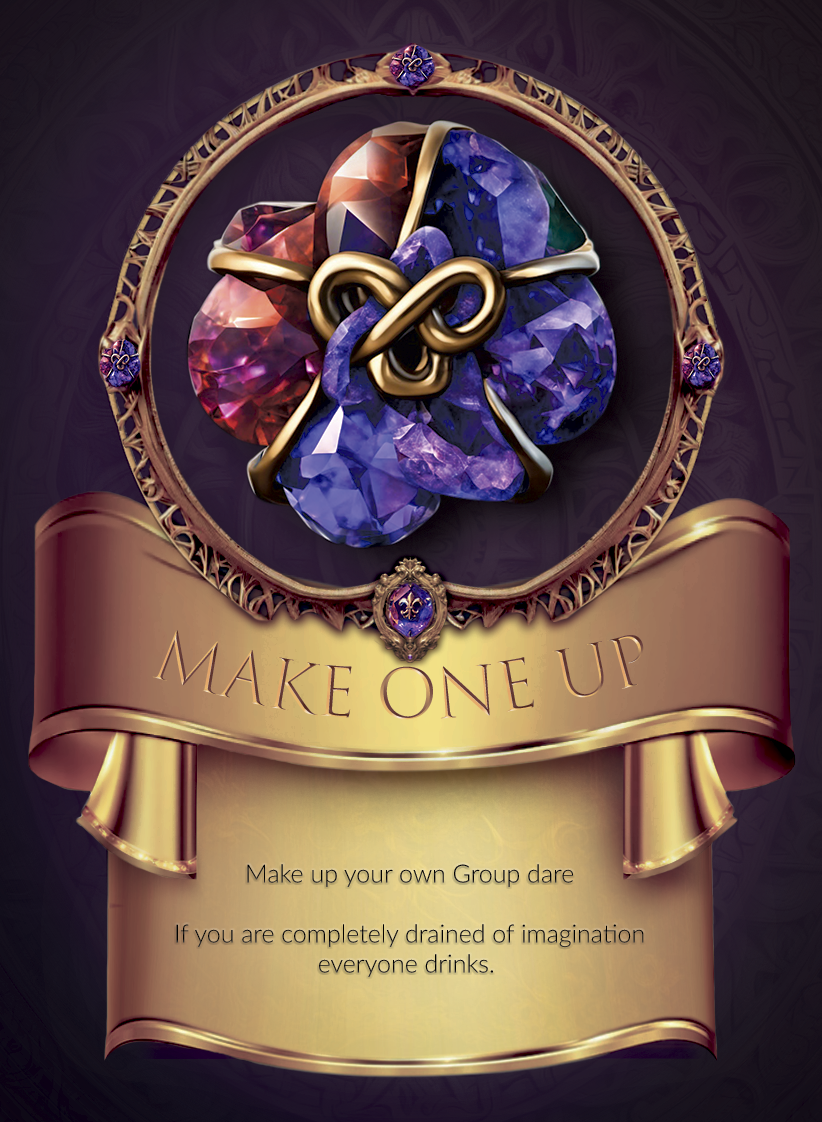 MAKE ONE UP
Make up your own Group dare
If you are completely drained of imagination
everyone drinks.